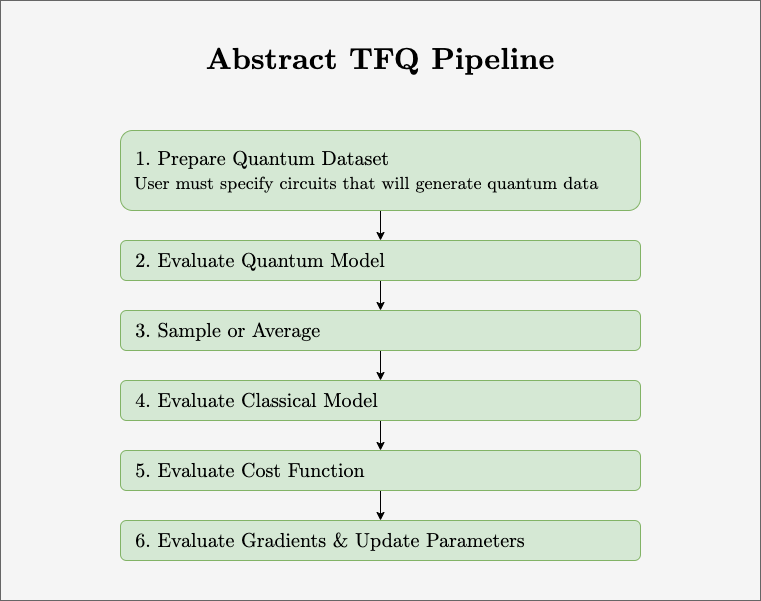 Abstract TFQ Pipeline
1. Prepare Quantum Dataset
User must specify circuits that will generate quantum data
2. Evaluate Quantum Model
3. Sample or Average
4. Evaluate Classical Model
5. Evaluate Cost Function
6. Evaluate Gradients & Update Parameters